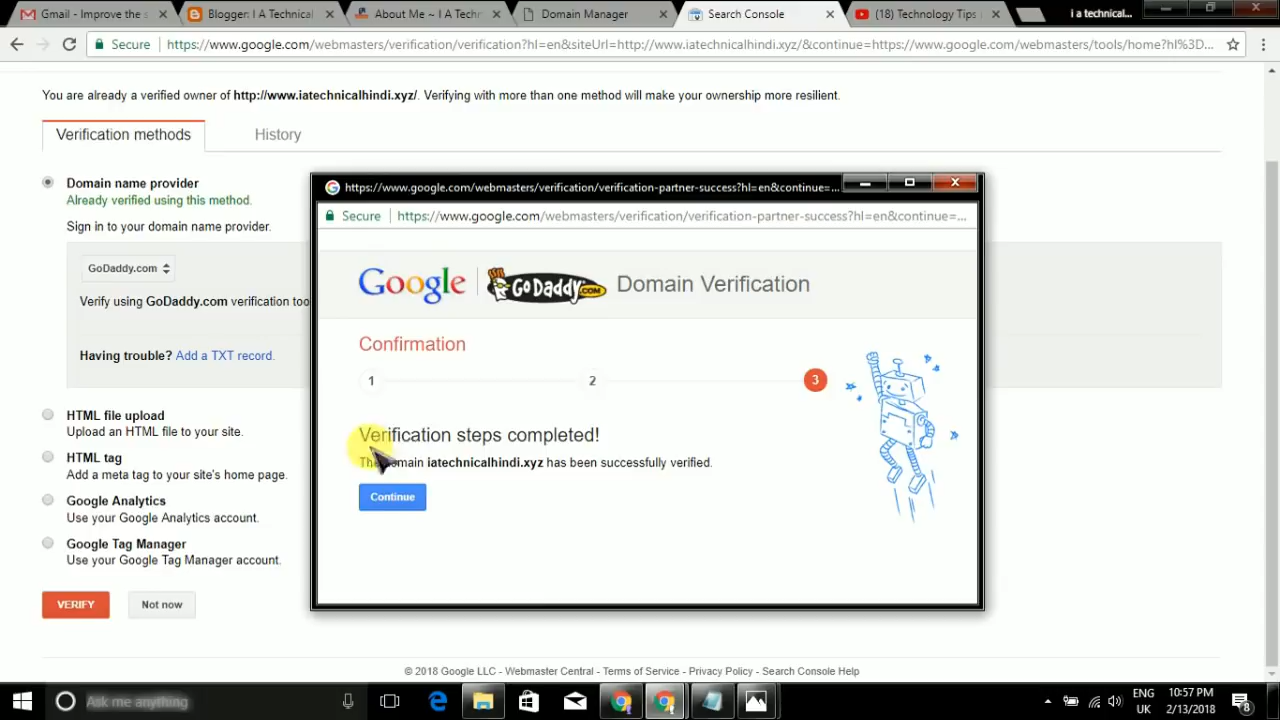 Gmail - Improve the s
Blogger: I A Technical
About Me ~ I A Techn
Domain Manager
Search Console
(18) Technology Tips
i a technical...
Secure
https://www.google.com/webmasters/verification/verification?hl=en&siteUrl=http://www.iatechnicalhindi.xyz/&continue=https://www.google.com/webmasters/tools/home?hl%3D...
You are already a verified owner of http://www.iatechnicalhindi.xyz/. Verifying with more than one method will make your ownership more resilient.
Verification methods
History
Domain name provider
Already verified using this method.
Sign in to your domain name provider.
GoDaddy.com
Verify using GoDaddy.com verification too
Having trouble? Add a TXT record.
HTML file upload
Upload an HTML file to your site.
HTML tag
Add a meta tag to your site's home page.
Google Analytics
Use your Google Analytics account.
Google Tag Manager
Use your Google Tag Manager account.
VERIFY
Not now
https://www.google.com/webmasters/verification/verification-partner-success?hl=en&continue=...
Secure
https://www.google.com/webmasters/verification/verification-partner-success?hl=en&continue=...
Google
GoDaddy.COM
Domain Verification
Confirmation
1
2
3
Verification steps completed!
The domain iatechnicalhindi.xyz has been successfully verified.
Continue
© 2018 Google LLC - Webmaster Central - Terms of Service - Privacy Policy - Search Console Help
Ask me anything
ENG
UK
10:57 PM
2/13/2018
8